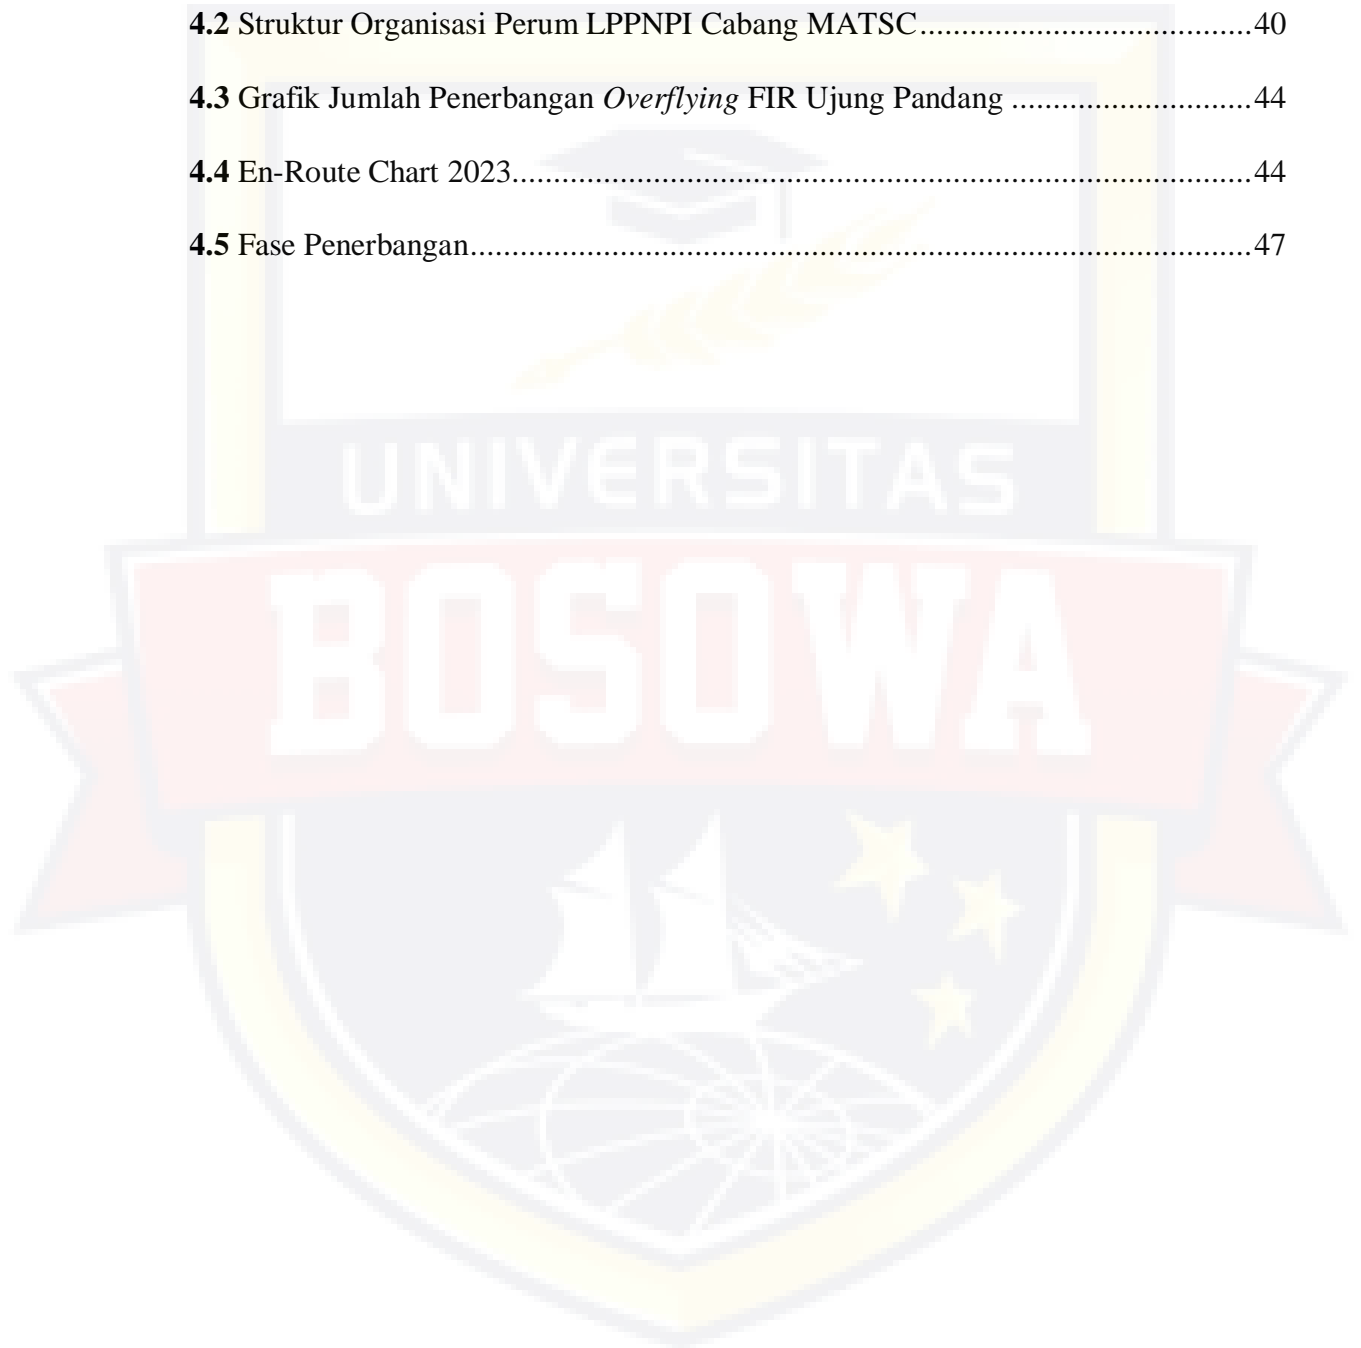 4.2 Struktur Organisasi Perum LPPNPI Cabang MATSC........................................40
4.3 Grafik Jumlah Penerbangan Overflying FIR Ujung Pandang .............................44
4.4 En-Route Chart 2023.........................................................................................44
4.5 Fase Penerbangan..............................................................................................47
UNIVERSITAS
BOSOWA